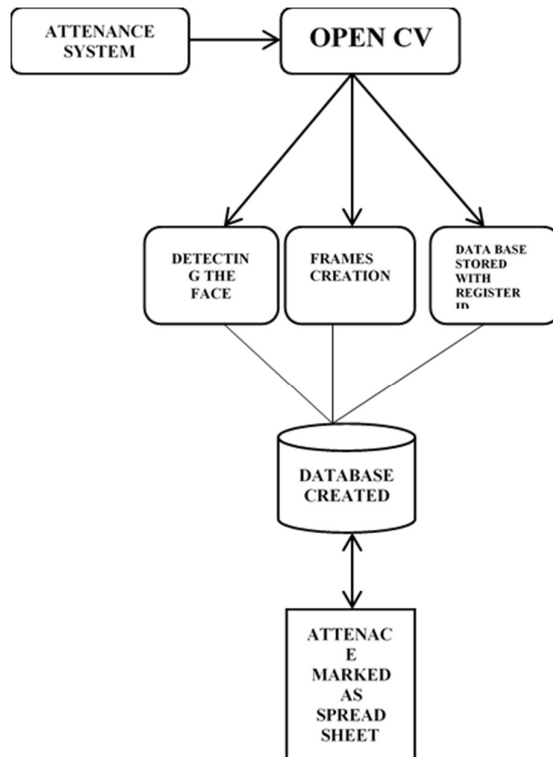 ATTENANCE
SYSTEM
OPEN CV
DETECTIN
G THE
FACE
FRAMES
CREATION
DATA BASE
STORED
WITH
REGISTER
ID
DATABASE
CREATED
ATTENAC
E
MARKED
AS
SPREAD
SHEET